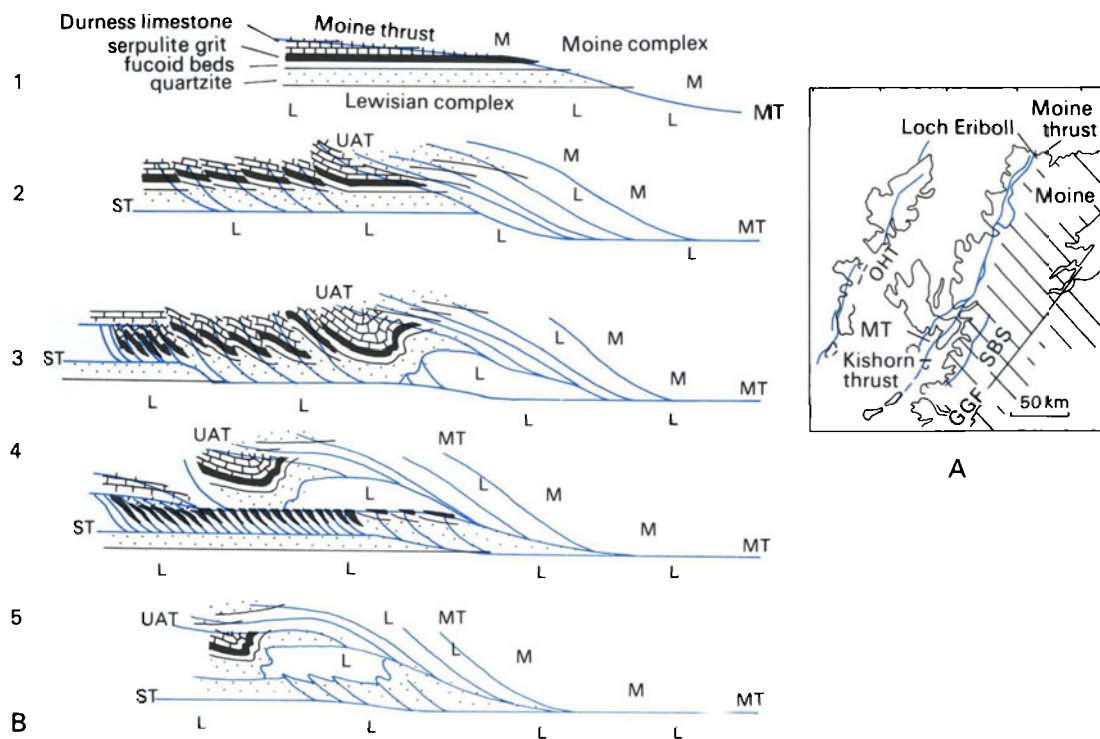 Durness limestone
serpulite grit
fucoid beds
quartzite
Moine thrust
M
Moine complex
1
M
L
Lewisian complex
L
L
MT
UAT
2
M
L
M
ST
L
L
L
MT
UAT
3
L
M
L
ST
M
MT
L
L
L
L
4
UAT
MT
L
M
L
ST
M
MT
L
L
L
L
5
UAT
L
MT
L
M
L
ST
M
MT
B
L
L
L
L
Loch Eriboll
Moine
thrust
Moine
OHT
MT
Kishorn
thrust
SBS
GGF
50 km
A